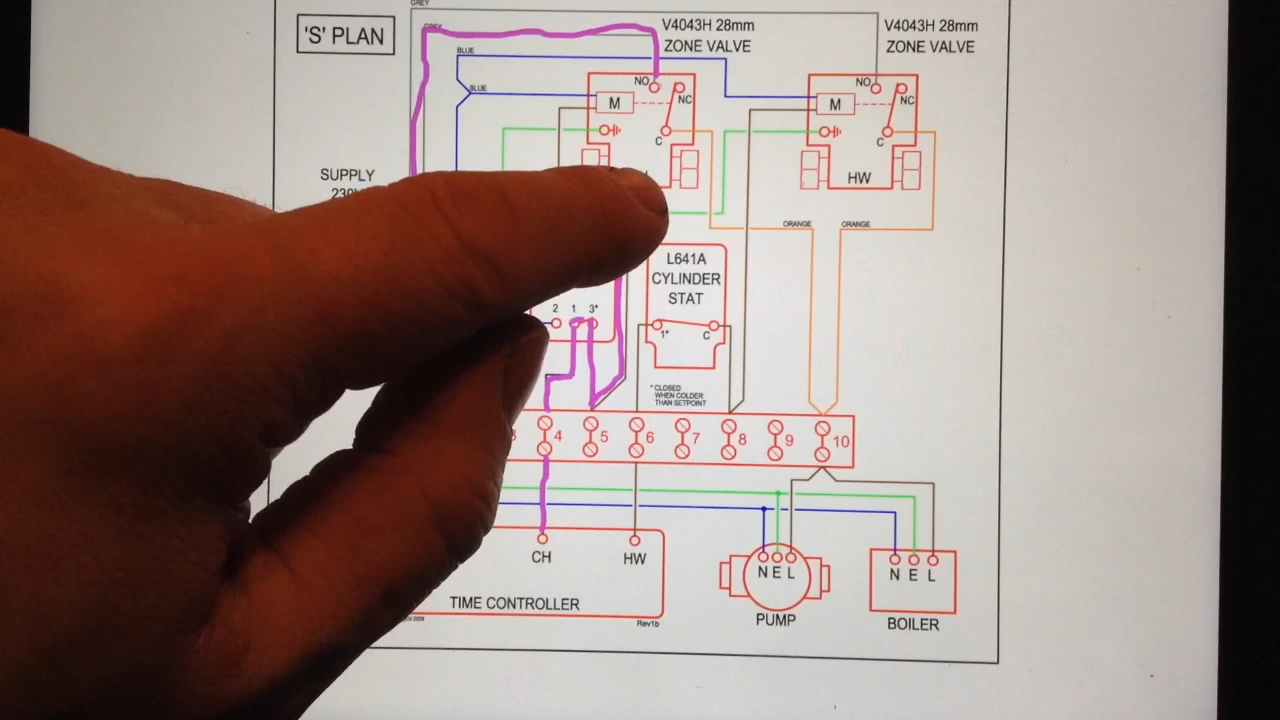 GREY
'S' PLAN
GREY
V4043H 28mm
ZONE VALVE
V4043H 28mm
ZONE VALVE
BLUE
BLUE
NO
NC
M
C
NO
NC
M
C
HW
SUPPLY
ORANGE
ORANGE
L641A
CYLINDER
STAT
2 1 3*
1* C
* CLOSED
WHEN COLDER
THAN SETPOINT
4 5 6 7 8 9 10
CH
HW
N E L
N E L
TIME CONTROLLER
PUMP
BOILER
Rev1b